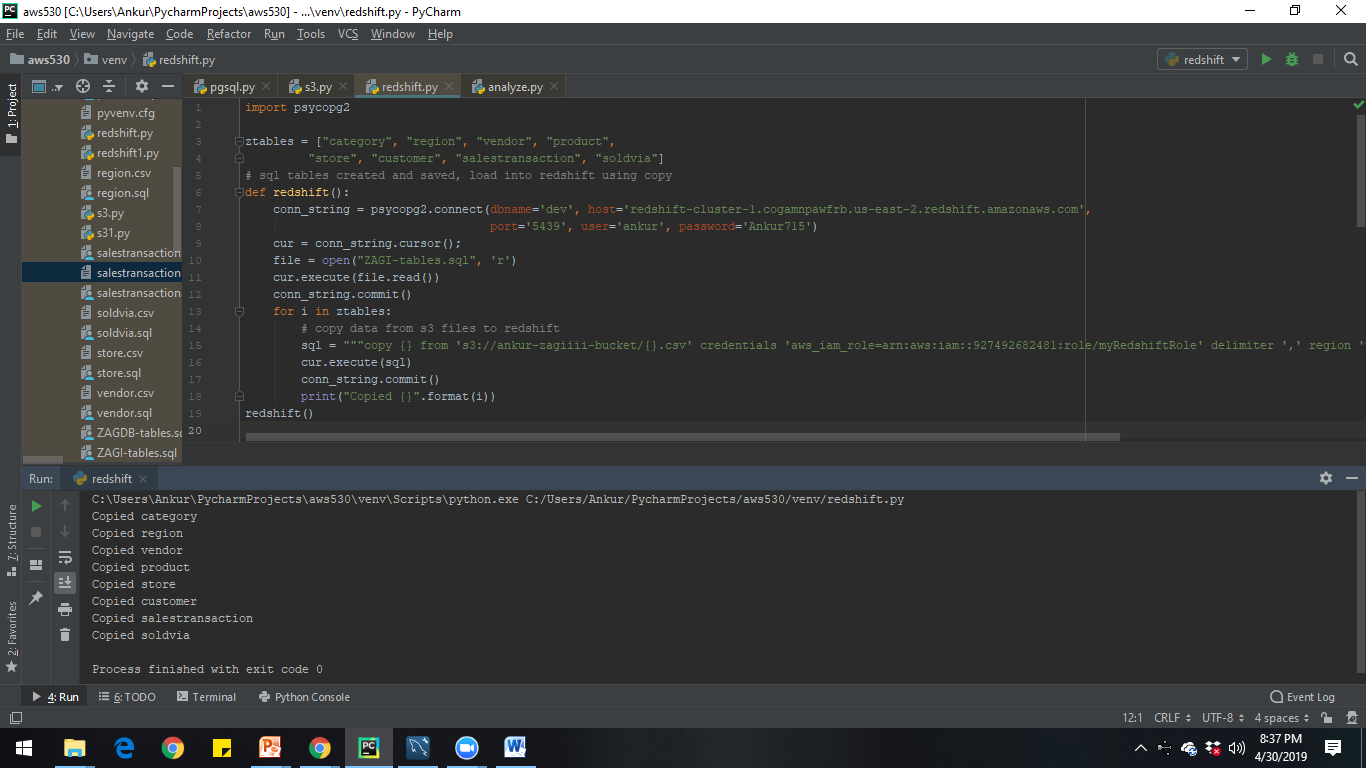 aws530 [C:\Users\Ankur\PycharmProjects\aws530] - ...\venv\redshift.py - PyCharm
File Edit View Navigate Code Refactor Run Tools VCS Window Help
aws530 venv redshift.py redshift
1: Project
pgsql.py s3.py redshift.py analyze.py
pyvenv.cfg
redshift.py
redshift1.py
region.csv
region.sql
s3.py
s31.py
salestransaction
salestransaction
salestransaction
soldvia.csv
soldvia.sql
store.csv
store.sql
vendor.csv
vendor.sql
ZAGDB-tables.sq
ZAGI-tables.sql
1 import psycopg2
2
3 ztables = ["category", "region", "vendor", "product",
4 "store", "customer", "salestransaction", "soldvia"]
5 # sql tables created and saved, load into redshift using copy
6 def redshift():
7 conn_string = psycopg2.connect(dbname='dev', host='redshift-cluster-1.cogamnpawfrb.us-east-2.redshift.amazonaws.com',
8 port='5439', user='ankur', password='Ankur715')
9 cur = conn_string.cursor();
10 file = open("ZAGI-tables.sql", 'r')
11 cur.execute(file.read())
12 conn_string.commit()
13 for i in ztables:
14 # copy data from s3 files to redshift
15 sql = """copy {} from 's3://ankur-zagiiii-bucket/{}.csv' credentials 'aws_iam_role=arn:aws:iam::927492682481:role/myRedshiftRole' delimiter ',' region '
16 cur.execute(sql)
17 conn_string.commit()
18 print("Copied {}".format(i))
19 redshift()
20
Run: redshift
C:\Users\Ankur\PycharmProjects\aws530\venv\Scripts\python.exe C:/Users/Ankur/PycharmProjects/aws530/venv/redshift.py
Copied category
Copied region
Copied vendor
Copied product
Copied store
Copied customer
Copied salestransaction
Copied soldvia
Process finished with exit code 0
7: Structure
2: Favorites
4: Run 6: TODO Terminal Python Console Event Log
12:1 CRLF UTF-8 4 spaces
8:37 PM
4/30/2019